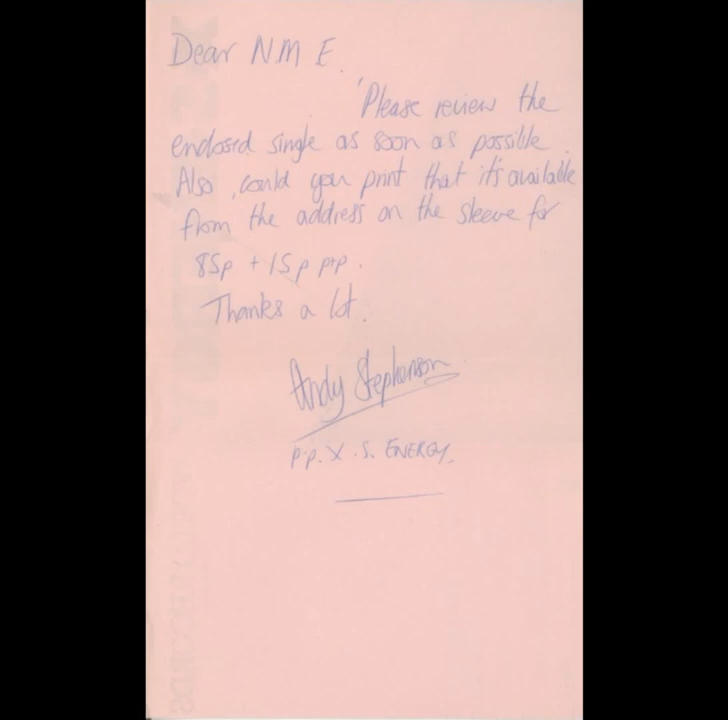 Dear N M E.
Please review the
enclosed single as soon as possible.
Also, could you print that it's available
from the address on the sleeve for
85p + 15p p+p.
Thanks a lot.
Andy Stephenson
p.p. X.S. ENERGY.